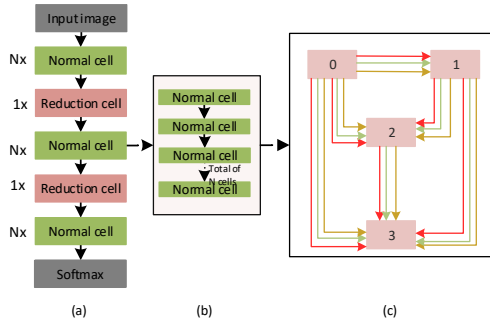 Input image
Nx
Normal cell
1x
Reduction cell
Nx
Normal cell
1x
Reduction cell
Nx
Normal cell
Softmax
(a)
Normal cell
Normal cell
Normal cell
Total of
N cells
Normal cell
(b)
0
1
2
3
(c)